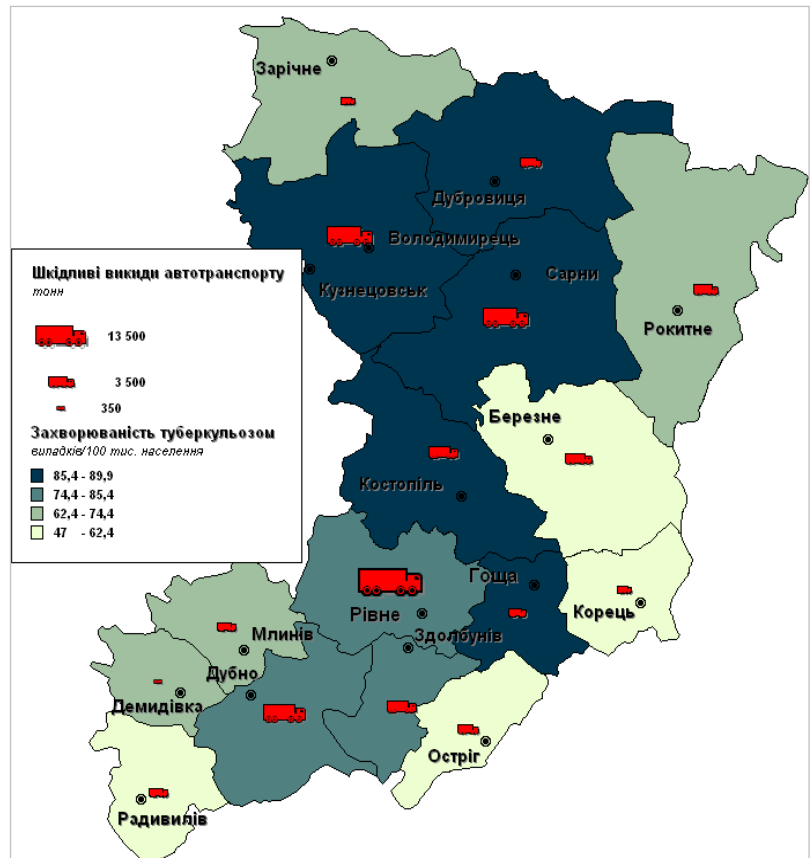 Зарічне
Дубровиця
Володимирець
Сарни
Кузнецовськ
Рокитне
Шкідливі викиди автотранспорту
тонн
13 500
3 500
350
Захворюваність туберкульозом
випадків/100 тис. населення
85,4 - 89,9
74,4 - 85,4
62,4 - 74,4
47 - 62,4
Березне
Костопіль
Гоща
Рівне
Корець
Здолбунів
Млинів
Дубно
Демидівка
Остріг
Радивилів